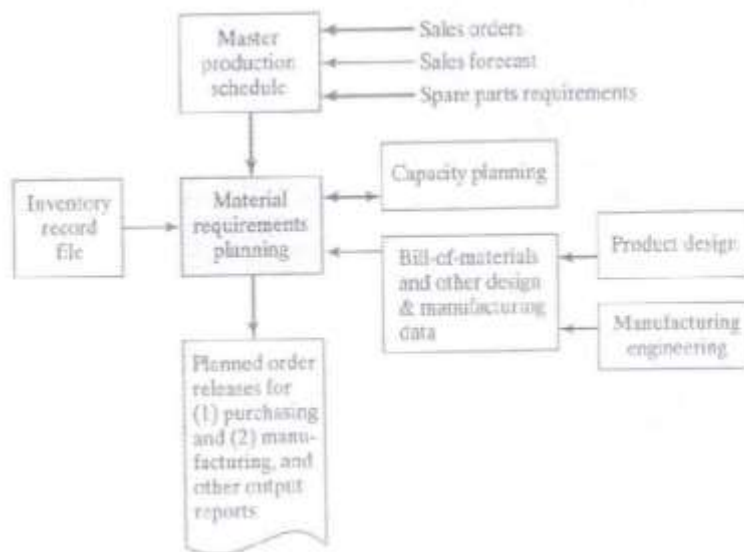 Master
production
schedule
Sales orders
Sales forecast
Spare parts requirements
Inventory
record
file
Material
requirements
planning
Capacity planning
Bill-of-materials
and other design
& manufacturing
data
Product design
Manufacturing
engineering
Planned order
releases for
(1) purchasing
and (2) manu-
facturing, and
other output
reports